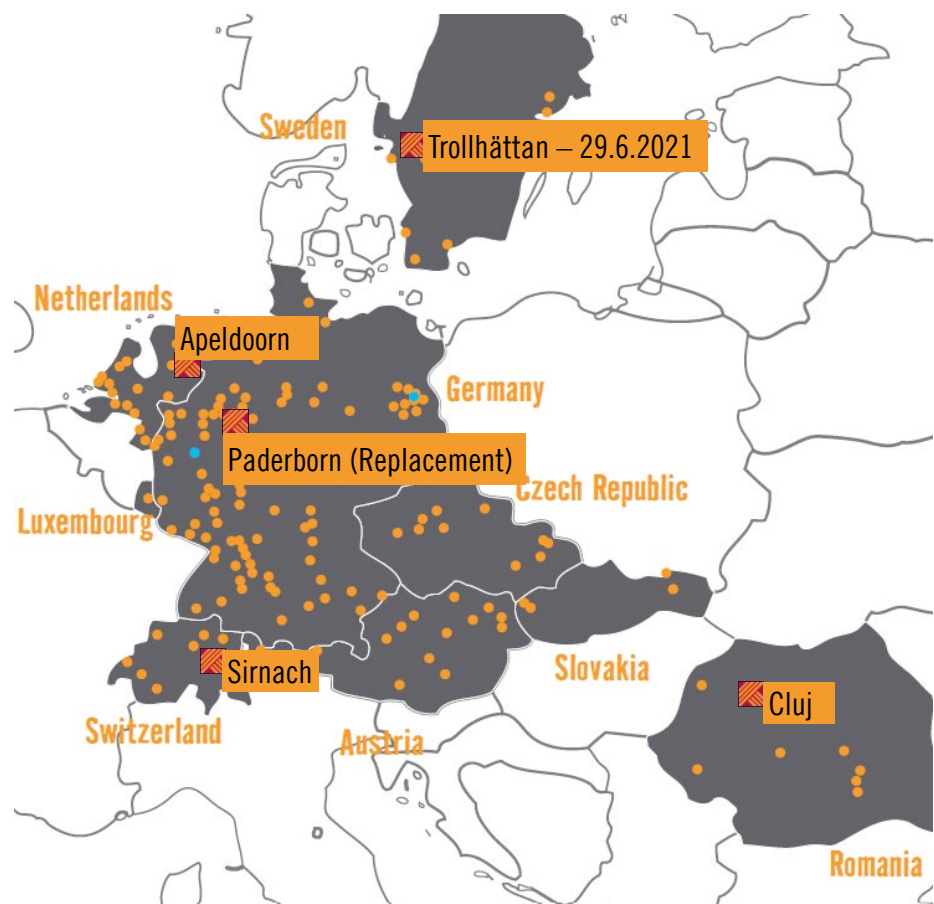 Sweden
Trollhättan – 29.6.2021
Netherlands
Apeldoorn
Germany
Paderborn (Replacement)
Czech Republic
Luxembourg
Slovakia
Sirnach
Cluj
Switzerland
Austria
Romania